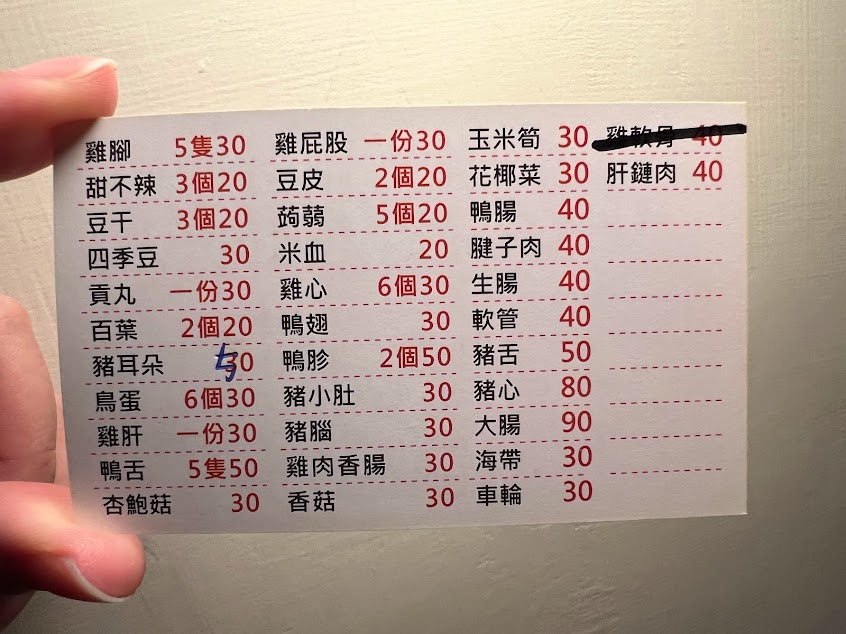 雞腳 5隻30
甜不辣 3個20
豆干 3個20
四季豆 30
貢丸 一份30
百葉 2個20
豬耳朵 50
鳥蛋 6個30
雞肝 一份30
鴨舌 5隻50
杏鮑菇 30
雞屁股 一份30
豆皮 2個20
蒟蒻 5個20
米血 20
雞心 6個30
鴨翅 30
鴨胗 2個50
豬小肚 30
豬腦 30
雞肉香腸 30
香菇 30
玉米筍 30
花椰菜 30
鴨腸 40
腱子肉 40
生腸 40
軟管 40
豬舌 50
豬心 80
大腸 90
海帶 30
車輪 30
雞軟骨 40
肝鏈肉 40